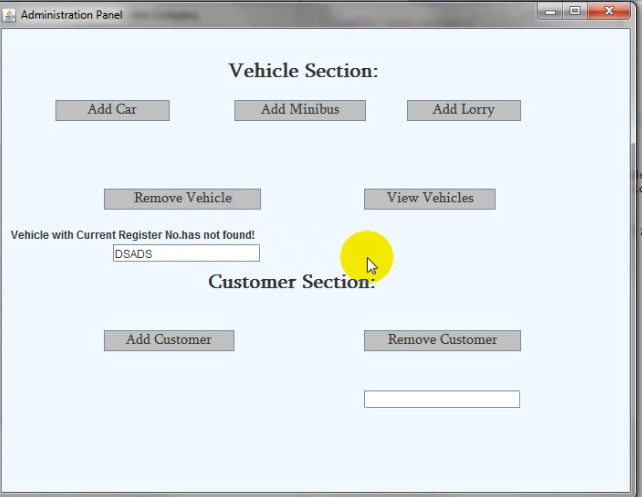 Administration Panel
Vehicle Section:
Add Car
Add Minibus
Add Lorry
Remove Vehicle
View Vehicles
Vehicle with Current Register No.has not found!
DSADS
Customer Section:
Add Customer
Remove Customer